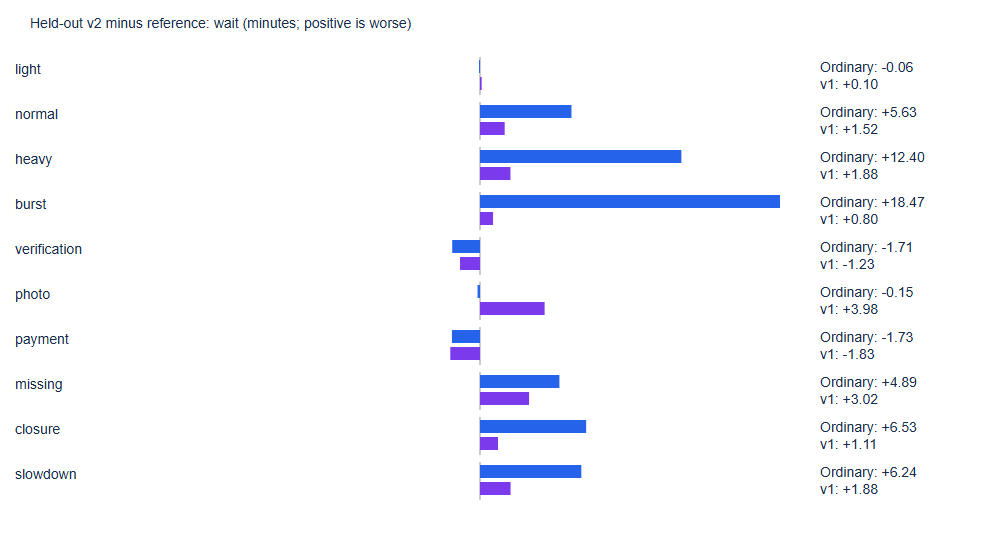 Held-out v2 minus reference: wait (minutes; positive is worse)
light
Ordinary: -0.06
v1: +0.10
normal
Ordinary: +5.63
v1: +1.52
heavy
Ordinary: +12.40
v1: +1.88
burst
Ordinary: +18.47
v1: +0.80
verification
Ordinary: -1.71
v1: -1.23
photo
Ordinary: -0.15
v1: +3.98
payment
Ordinary: -1.73
v1: -1.83
missing
Ordinary: +4.89
v1: +3.02
closure
Ordinary: +6.53
v1: +1.11
slowdown
Ordinary: +6.24
v1: +1.88